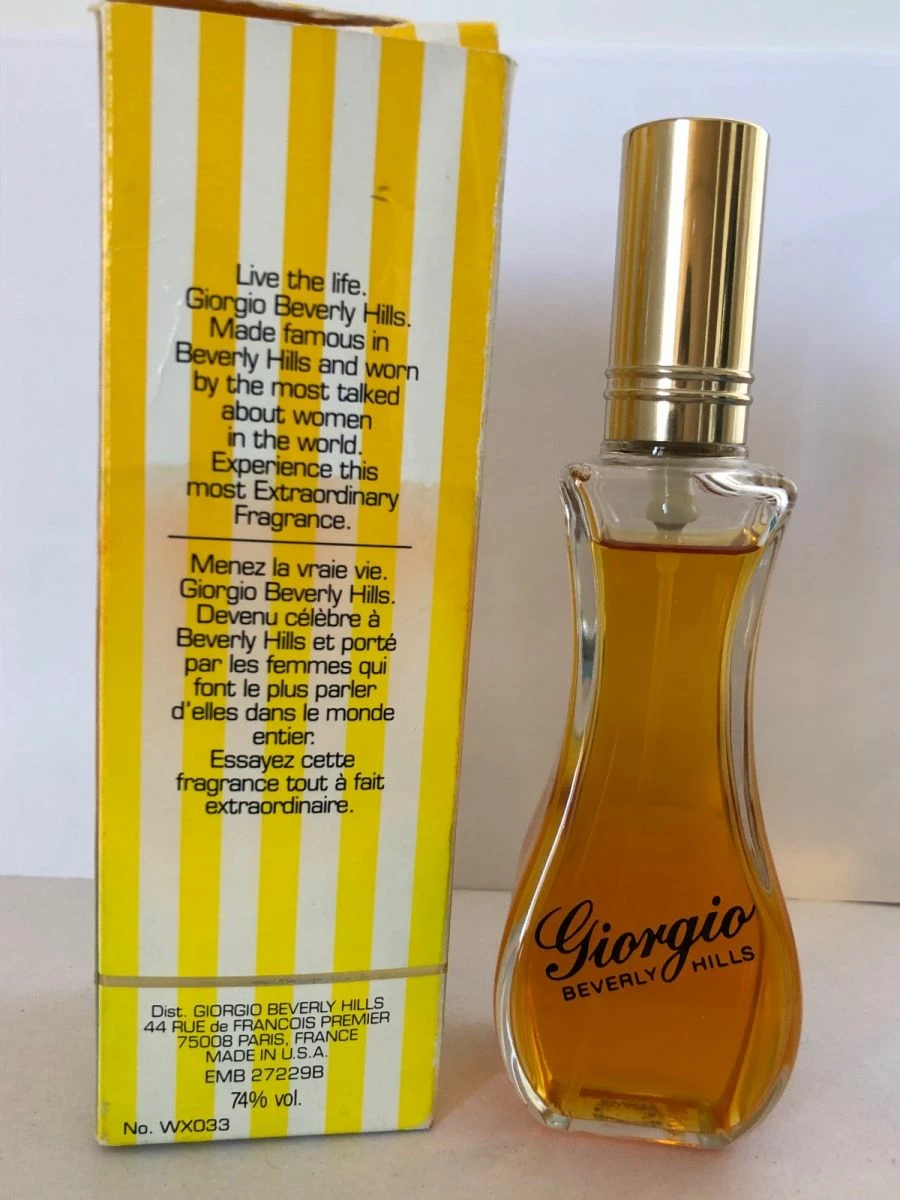 Live the life.
Giorgio Beverly Hills.
Made famous in
Beverly Hills and worn
by the most talked
about women
in the world.
Experience this
most Extraordinary
Fragrance.
Menez la vraie vie.
Giorgio Beverly Hills.
Devenu célèbre à
Beverly Hills et porté
par les femmes qui
font le plus parler
d'elles dans le monde
entier.
Essayez cette
fragrance tout à fait
extraordinaire.
Dist. GIORGIO BEVERLY HILLS
44 RUE de FRANCOIS PREMIER
75008 PARIS, FRANCE
MADE IN U.S.A.
EMB 27229B
74% vol.
No. WX033
Giorgio
BEVERLY HILLS